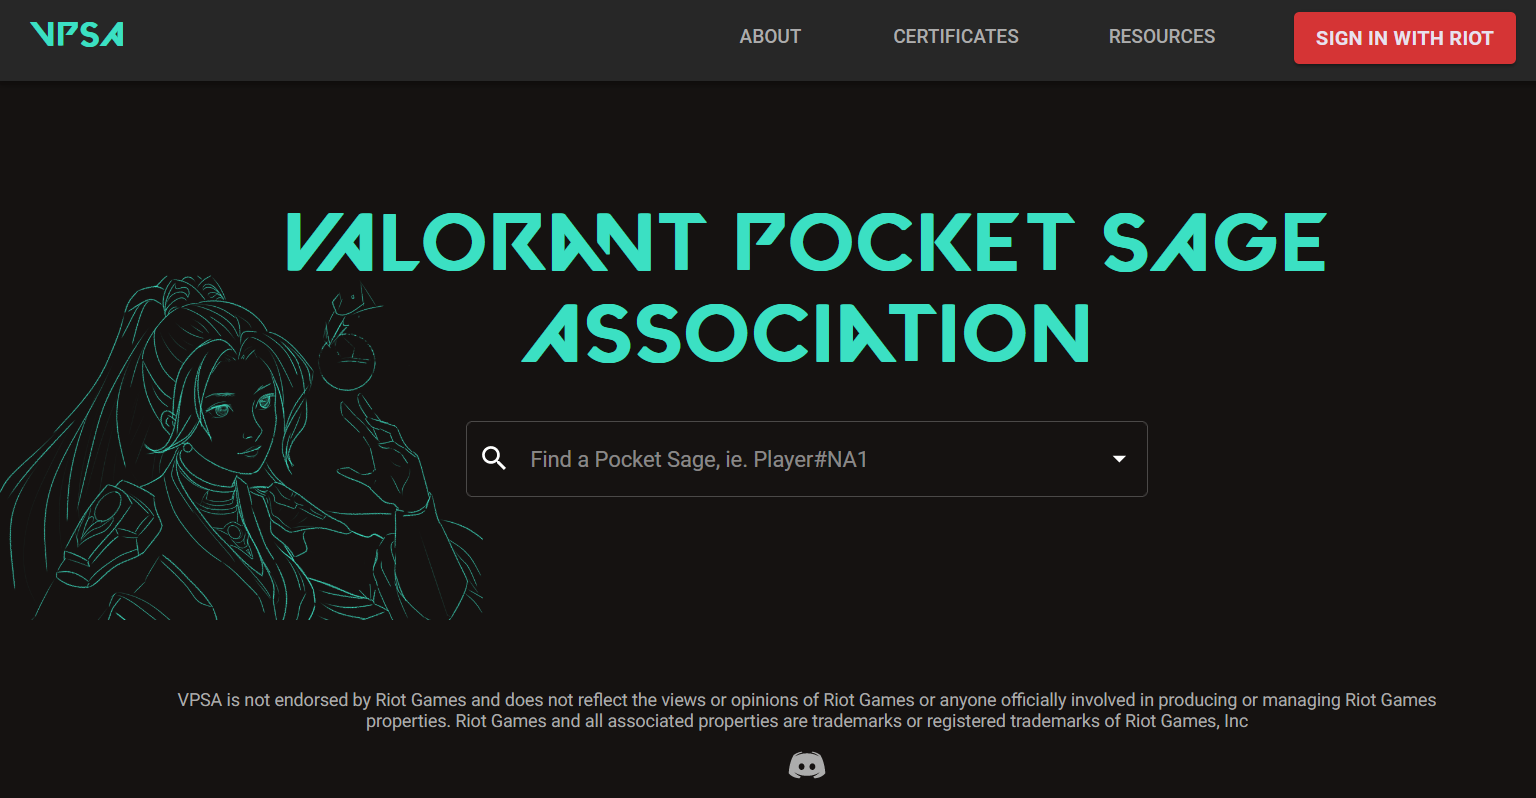 VPSA
ABOUT
CERTIFICATES
RESOURCES
SIGN IN WITH RIOT
VALORANT POCKET SAGE
ASSOCIATION
Find a Pocket Sage, ie. Player#NA1
VPSA is not endorsed by Riot Games and does not reflect the views or opinions of Riot Games or anyone officially involved in producing or managing Riot Games
properties. Riot Games and all associated properties are trademarks or registered trademarks of Riot Games, Inc